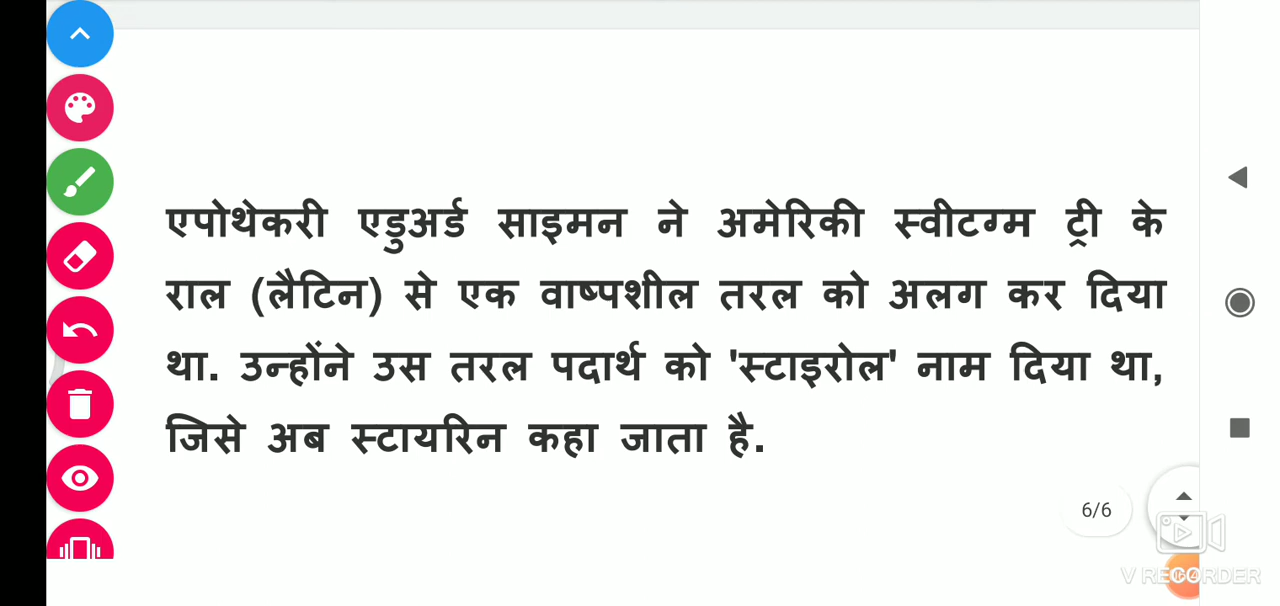 एपोथेकरी एडुअर्ड साइमन ने अमेरिकी स्वीटग्म ट्री के
राल (लैटिन) से एक वाष्पशील तरल को अलग कर दिया
था. उन्होंने उस तरल पदार्थ को 'स्टाइरोल' नाम दिया था,
जिसे अब स्टायरिन कहा जाता है.
6/6
V RECORDER